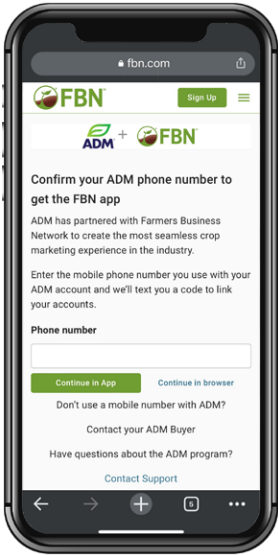 fbn.com
FBN
Sign Up
ADM + FBN
Confirm your ADM phone number to
get the FBN app
ADM has partnered with Farmers Business
Network to create the most seamless crop
marketing experience in the industry.
Enter the mobile phone number you use with your
ADM account and we'll text you a code to link
your accounts.
Phone number
Continue in App
Continue in browser
Don't use a mobile number with ADM?
Contact your ADM Buyer
Have questions about the ADM program?
Contact Support